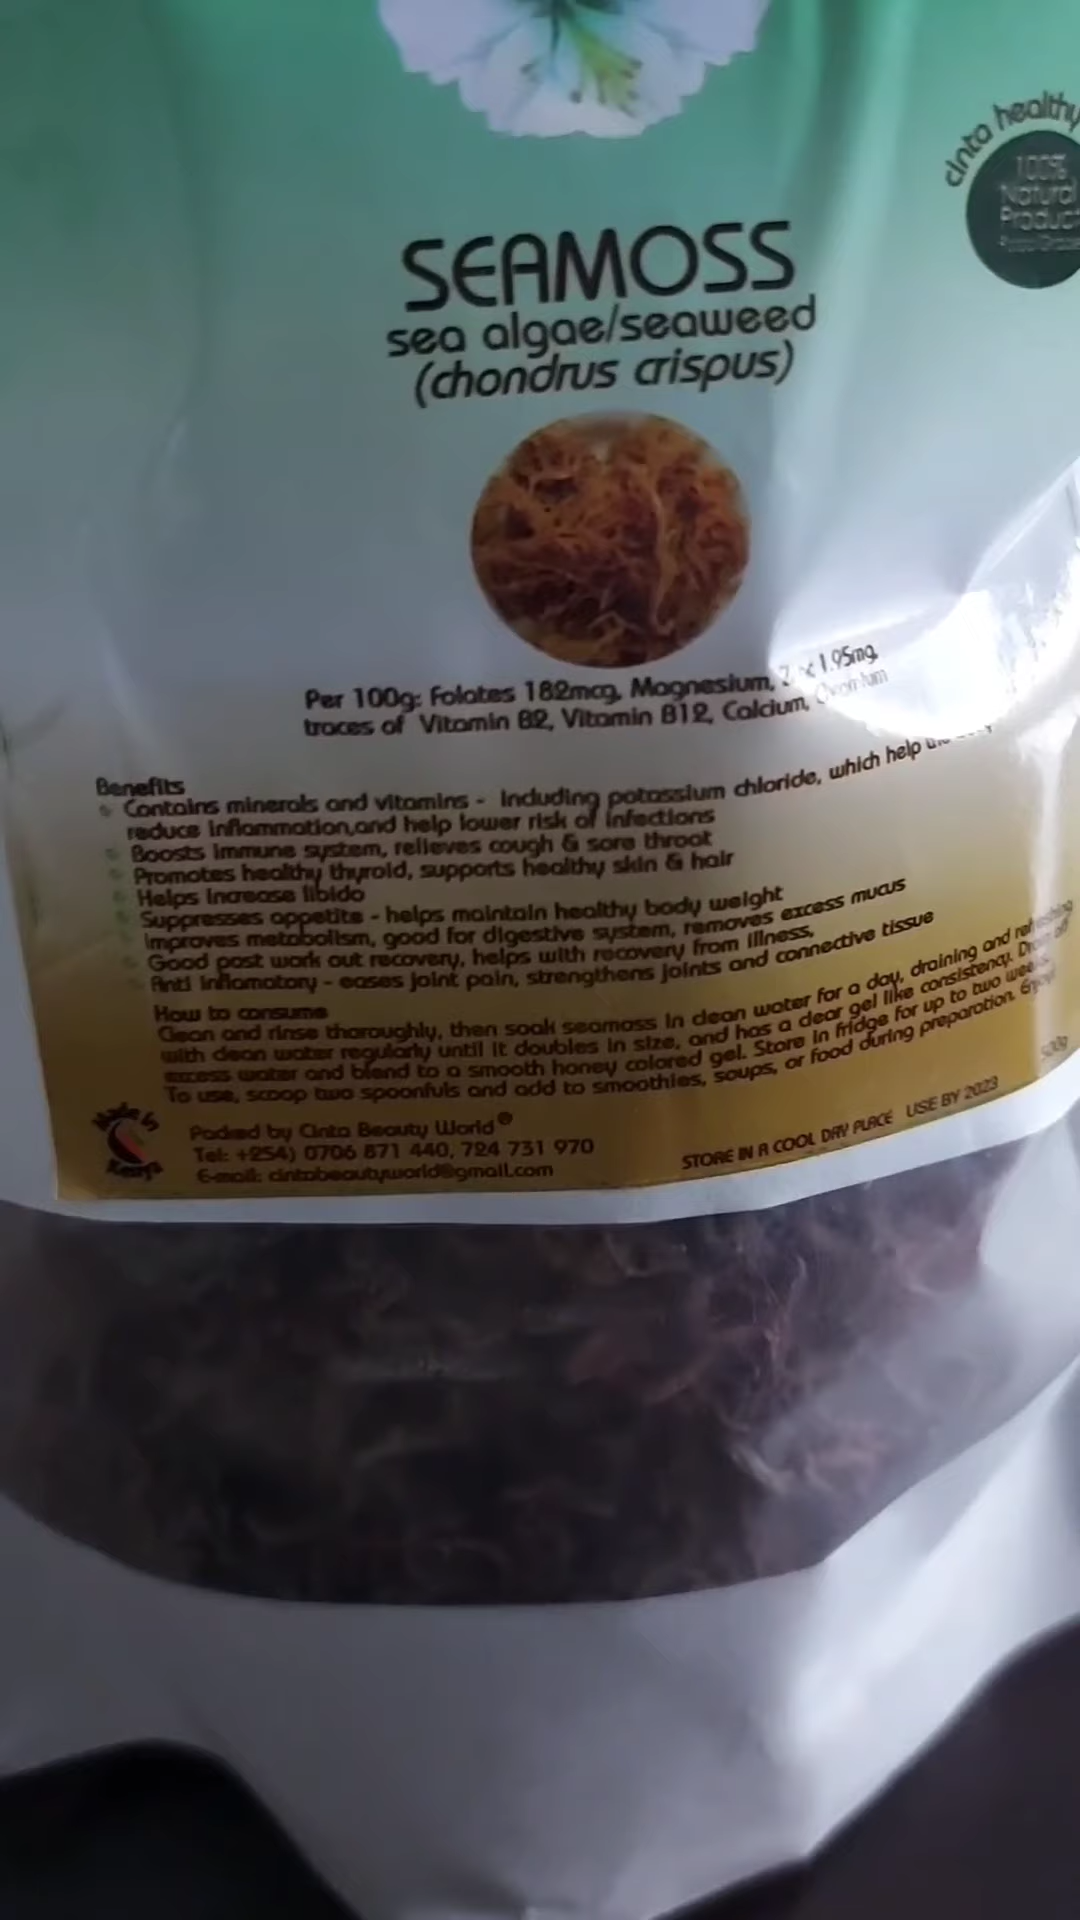 cinta healthy
100%
Natural
Product
SEAMOSS
sea algae/seaweed
(chondrus crispus)
Per 100g: Folates 182mcg, Magnesium, 1.95mg,
traces of Vitamin B2, Vitamin B12, Calcium, Chromium
Benefits
Contains minerals and vitamins - Including potassium chloride, which help
reduce inflammation,and help lower risk of infections
Boosts immune system, relieves cough & sore throat
Promotes healthy thyroid, supports healthy skin & hair
Helps increase libido
Suppresses appetite - helps maintain healthy body weight
Improves metabolism, good for digestive system, removes excess mucus
Good post work out recovery, helps with recovery from illness,
Anti inflamatory - eases joint pain, strengthens joints and connective tissue
How to consume
Clean and rinse thoroughly, then soak seamoss in clean water for a day, draining and refreshing
with clean water regularly until it doubles in size, and has a clear gel like consistency. Drain off
excess water and blend to a smooth honey colored gel. Store in fridge for up to two weeks.
To use, scoop two spoonfuls and add to smoothies, soups, or food during preparation. Enjoy!
500g
Made in
Kenya
Packed by Cinta Beauty World®
Tel: +254) 0706 871 440, 724 731 970
E-mail: cintabeautyworld@gmail.com
STORE IN A COOL DAY PLACE USE BY 2023